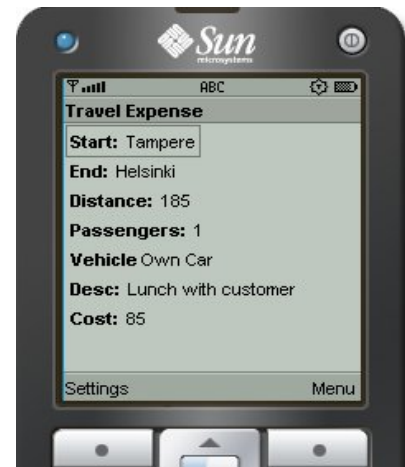 Sun
microsystems
ABC
Travel Expense
Start: Tampere
End: Helsinki
Distance: 185
Passengers: 1
Vehicle Own Car
Desc: Lunch with customer
Cost: 85
Settings Menu